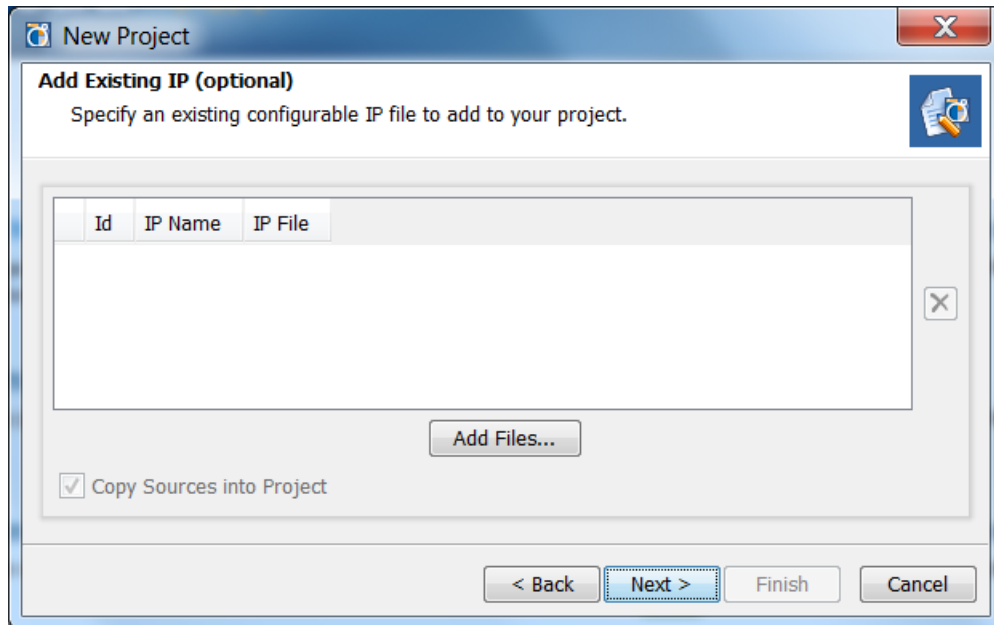 New Project
Add Existing IP (optional)
Specify an existing configurable IP file to add to your project.
Id IP Name IP File
Add Files...
Copy Sources into Project
< Back Next > Finish Cancel